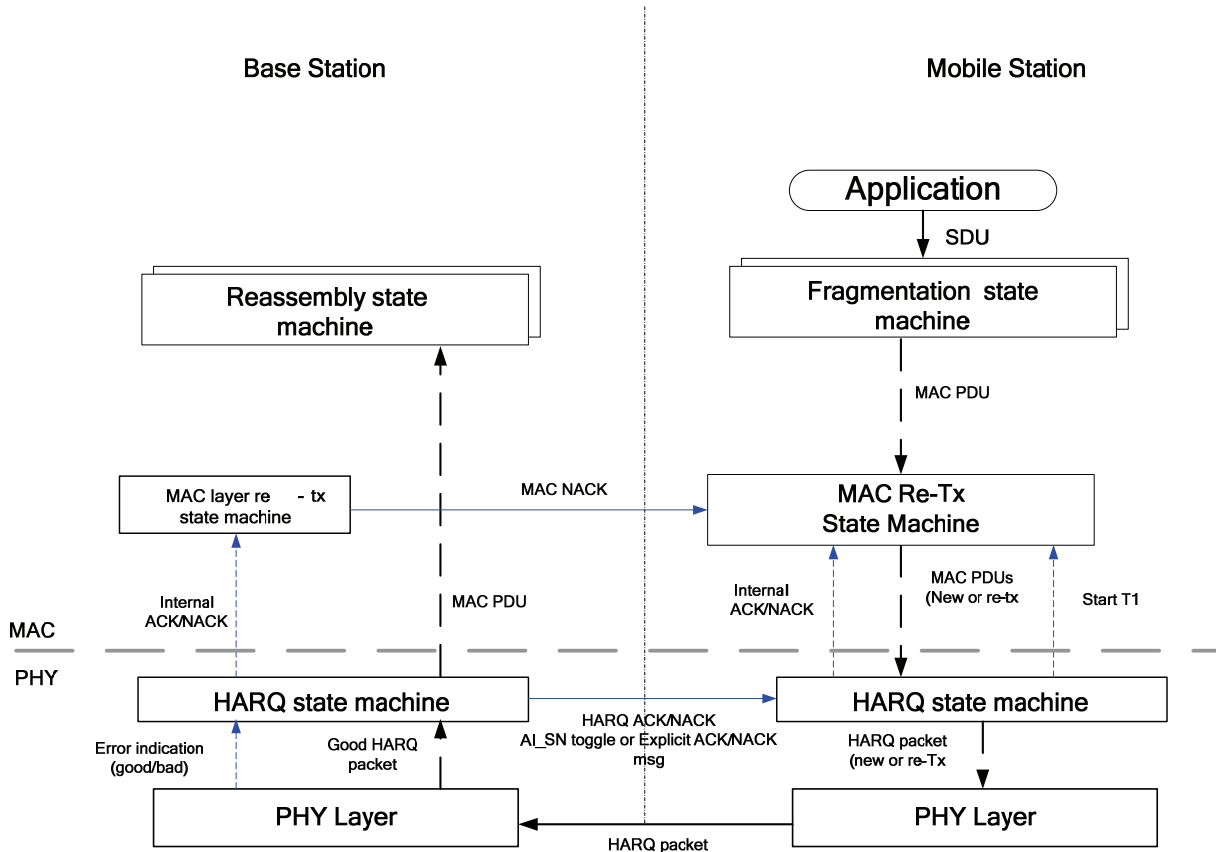 Base Station
Mobile Station
Application
SDU
Reassembly state
machine
Fragmentation state
machine
MAC PDU
MAC layer re - tx
state machine
MAC NACK
MAC Re-Tx
State Machine
Internal
ACK/NACK
MAC PDU
Internal
ACK/NACK
MAC PDUs
(New or re-tx
Start T1
MAC
PHY
HARQ state machine
HARQ state machine
HARQ ACK/NACK
AI_SN toggle or Explicit ACK/NACK
msg
Error indication
(good/bad)
Good HARQ
packet
HARQ packet
(new or re-Tx
PHY Layer
PHY Layer
HARQ packet